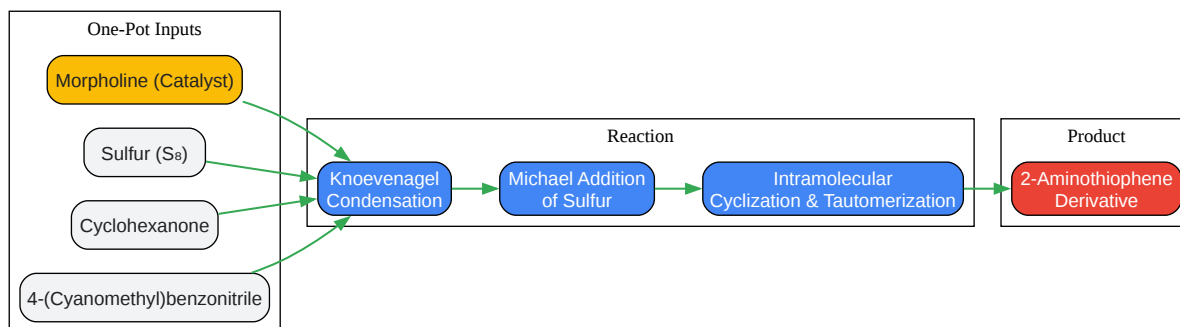 One-Pot Inputs
Morpholine (Catalyst)
Sulfur (S₈)
Cyclohexanone
4-(Cyanomethyl)benzonitrile
Reaction
Knoevenagel
Condensation
Michael Addition
of Sulfur
Intramolecular
Cyclization & Tautomerization
Product
2-Aminothiophene
Derivative